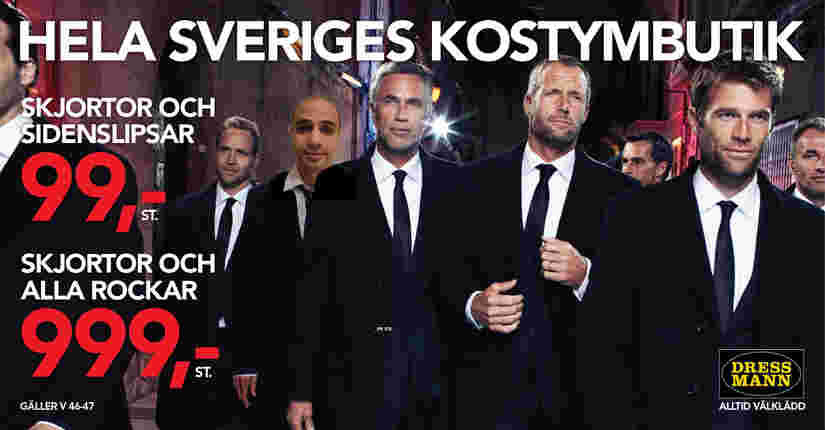 HELA SVERIGES KOSTYMBUTIK
SKJORTOR OCH
SIDENSLIPSAR
99,-
ST.
SKJORTOR OCH
ALLA ROCKAR
999,-
ST.
GÄLLER V 46-47
DRESS
MANN
ALLTID VÄLKLÄDD